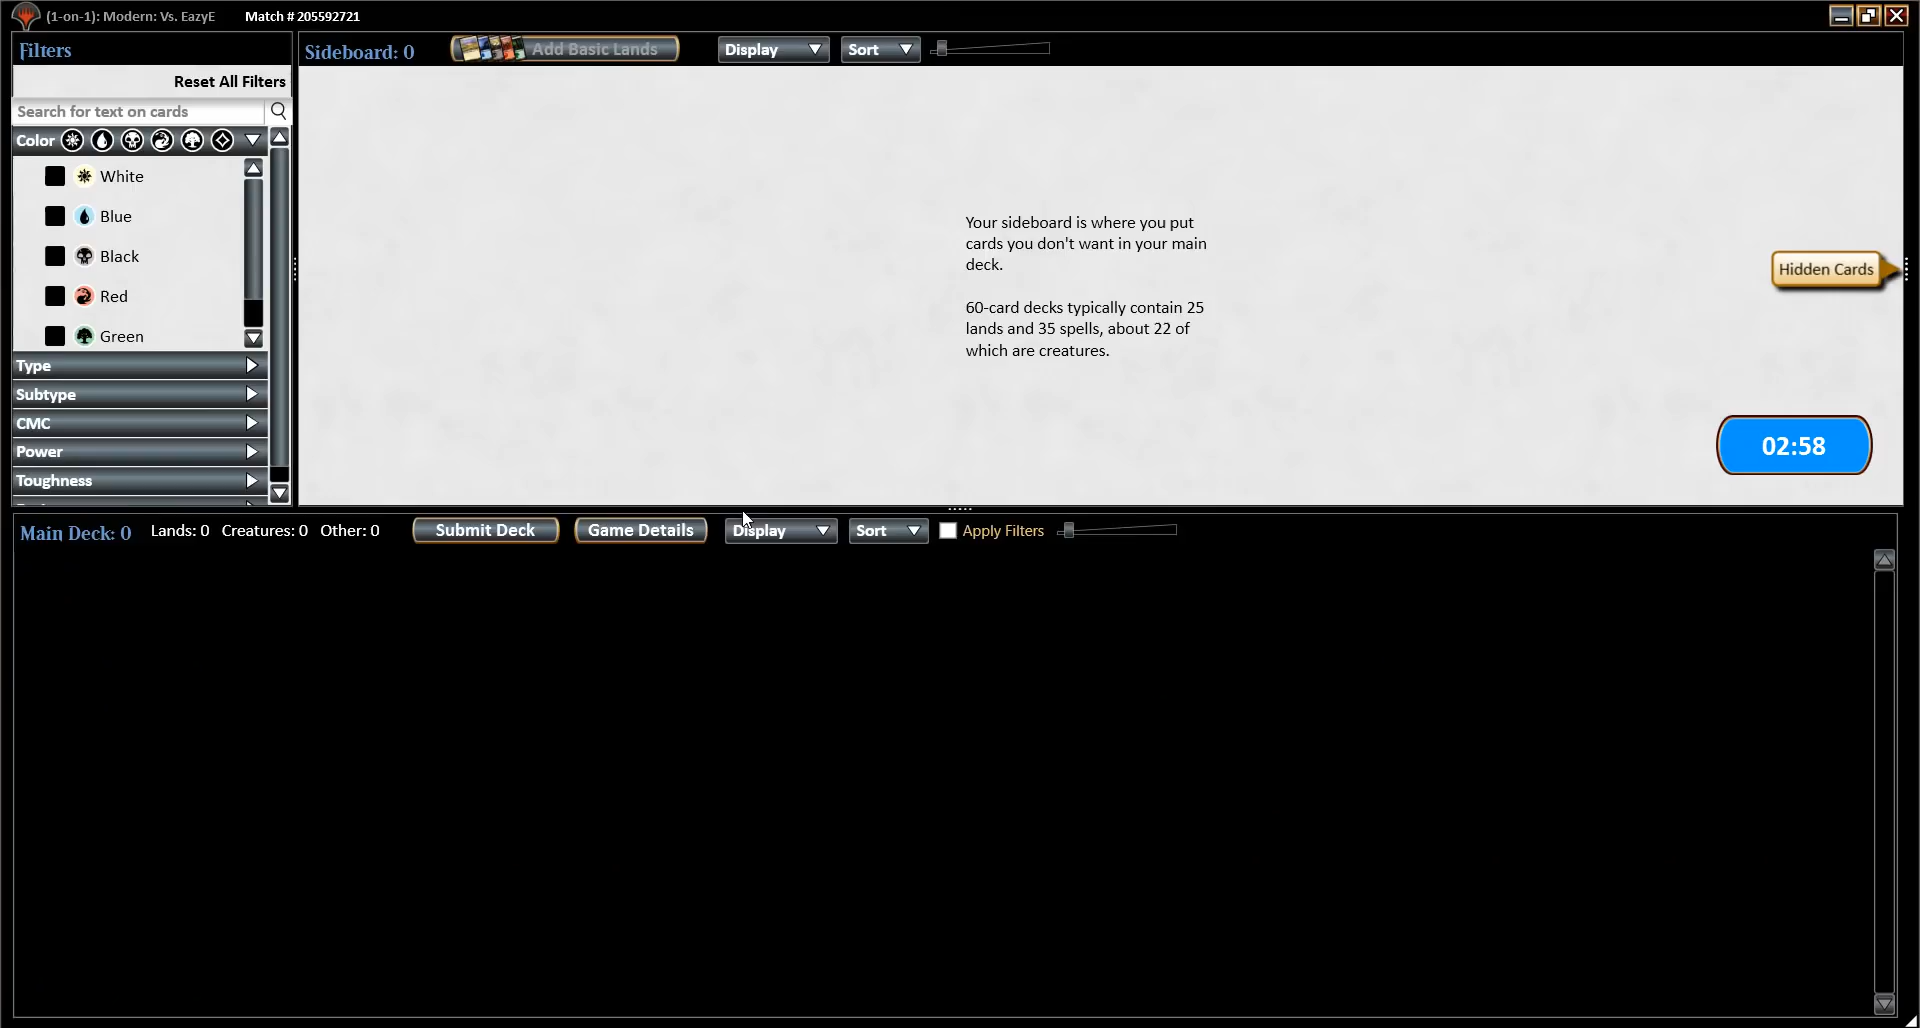 (1-on-1): Modern: Vs. EazyE Match # 205592721
Filters
Reset All Filters
Search for text on cards
Color
White
Blue
Black
Red
Green
Type
Subtype
CMC
Power
Toughness
Sideboard: 0 Add Basic Lands Display Sort
Your sideboard is where you put
cards you don't want in your main
deck.
60-card decks typically contain 25
lands and 35 spells, about 22 of
which are creatures.
Hidden Cards
02:58
Main Deck: 0 Lands: 0 Creatures: 0 Other: 0 Submit Deck Game Details Display Sort Apply Filters